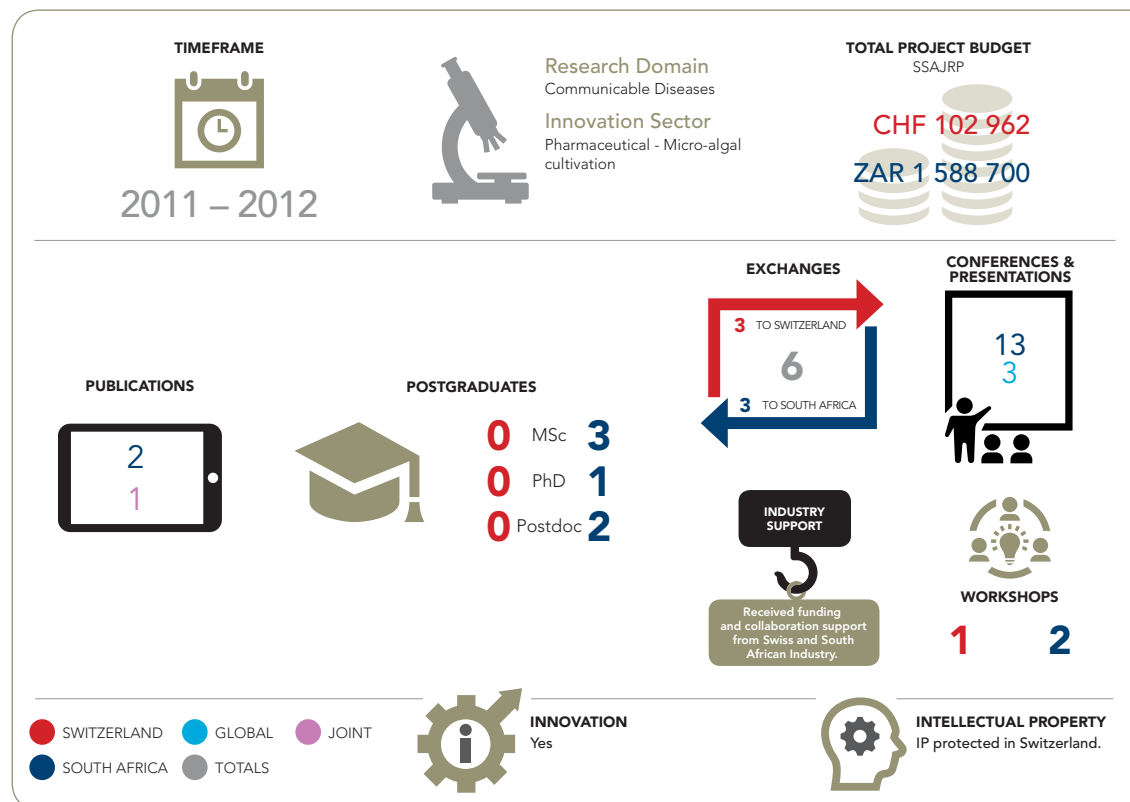 TIMEFRAME
2011 – 2012
Research Domain
Communicable Diseases
Innovation Sector
Pharmaceutical - Micro-algal
cultivation
TOTAL PROJECT BUDGET
SSAJRP
CHF 102 962
ZAR 1 588 700
PUBLICATIONS
2
1
POSTGRADUATES
0 MSc 3
0 PhD 1
0 Postdoc 2
EXCHANGES
3 TO SWITZERLAND
6
3 TO SOUTH AFRICA
CONFERENCES &
PRESENTATIONS
13
3
INDUSTRY
SUPPORT
Received funding
and collaboration support
from Swiss and South
African Industry.
WORKSHOPS
1 2
SWITZERLAND
GLOBAL
JOINT
SOUTH AFRICA
TOTALS
INNOVATION
Yes
INTELLECTUAL PROPERTY
IP protected in Switzerland.